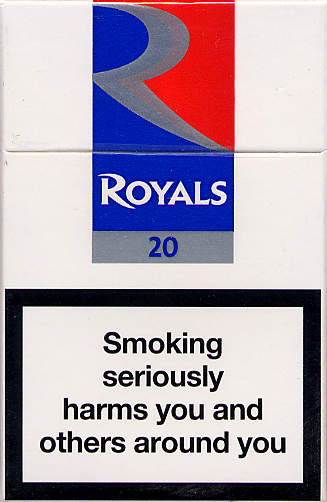 ROYALS
20
Smoking
seriously
harms you and
others around you